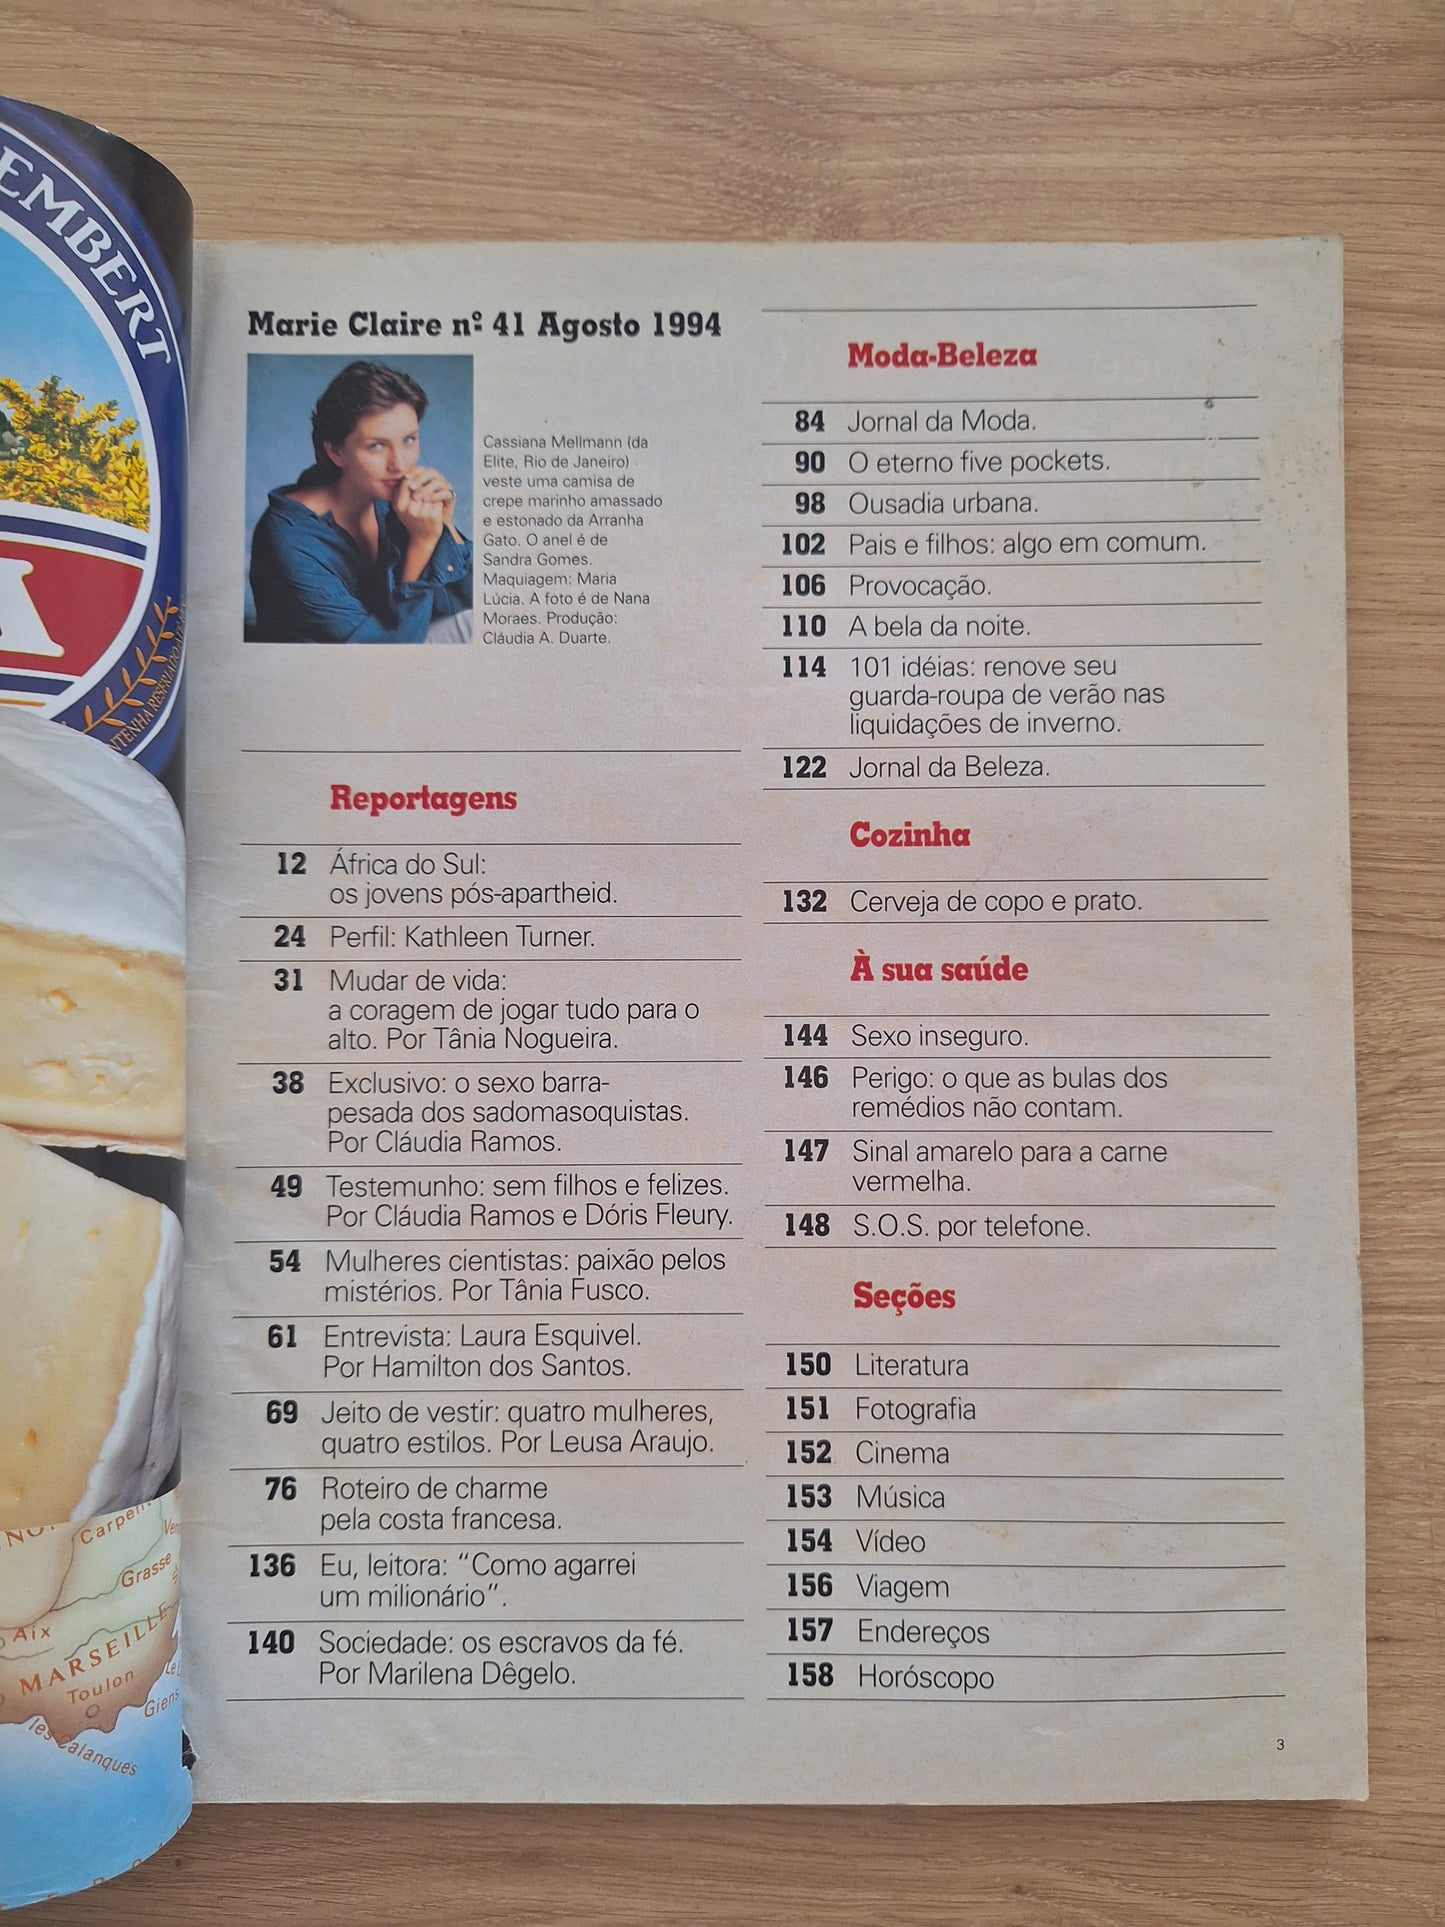 EMBERT
A
NTENHA RESFRIADO
Carpen
Grasse
Aix
MARSEILLE
Toulon
Giens
les Calanques
Marie Claire nº 41 Agosto 1994
Cassiana Mellmann (da
Elite, Rio de Janeiro)
veste uma camisa de
crepe marinho amassado
e estonado da Arranha
Gato. O anel é de
Sandra Gomes.
Maquiagem: Maria
Lúcia. A foto é de Nana
Moraes. Produção:
Cláudia A. Duarte.
Reportagens
12 África do Sul:
os jovens pós-apartheid.
24 Perfil: Kathleen Turner.
31 Mudar de vida:
a coragem de jogar tudo para o
alto. Por Tânia Nogueira.
38 Exclusivo: o sexo barra-
pesada dos sadomasoquistas.
Por Cláudia Ramos.
49 Testemunho: sem filhos e felizes.
Por Cláudia Ramos e Dóris Fleury.
54 Mulheres cientistas: paixão pelos
mistérios. Por Tânia Fusco.
61 Entrevista: Laura Esquivel.
Por Hamilton dos Santos.
69 Jeito de vestir: quatro mulheres,
quatro estilos. Por Leusa Araujo.
76 Roteiro de charme
pela costa francesa.
136 Eu, leitora: “Como agarrei
um milionário”.
140 Sociedade: os escravos da fé.
Por Marilena Dêgelo.
Moda-Beleza
84 Jornal da Moda.
90 O eterno five pockets.
98 Ousadia urbana.
102 Pais e filhos: algo em comum.
106 Provocação.
110 A bela da noite.
114 101 idéias: renove seu
guarda-roupa de verão nas
liquidações de inverno.
122 Jornal da Beleza.
Cozinha
132 Cerveja de copo e prato.
À sua saúde
144 Sexo inseguro.
146 Perigo: o que as bulas dos
remédios não contam.
147 Sinal amarelo para a carne
vermelha.
148 S.O.S. por telefone.
Seções
150 Literatura
151 Fotografia
152 Cinema
153 Música
154 Vídeo
156 Viagem
157 Endereços
158 Horóscopo
3